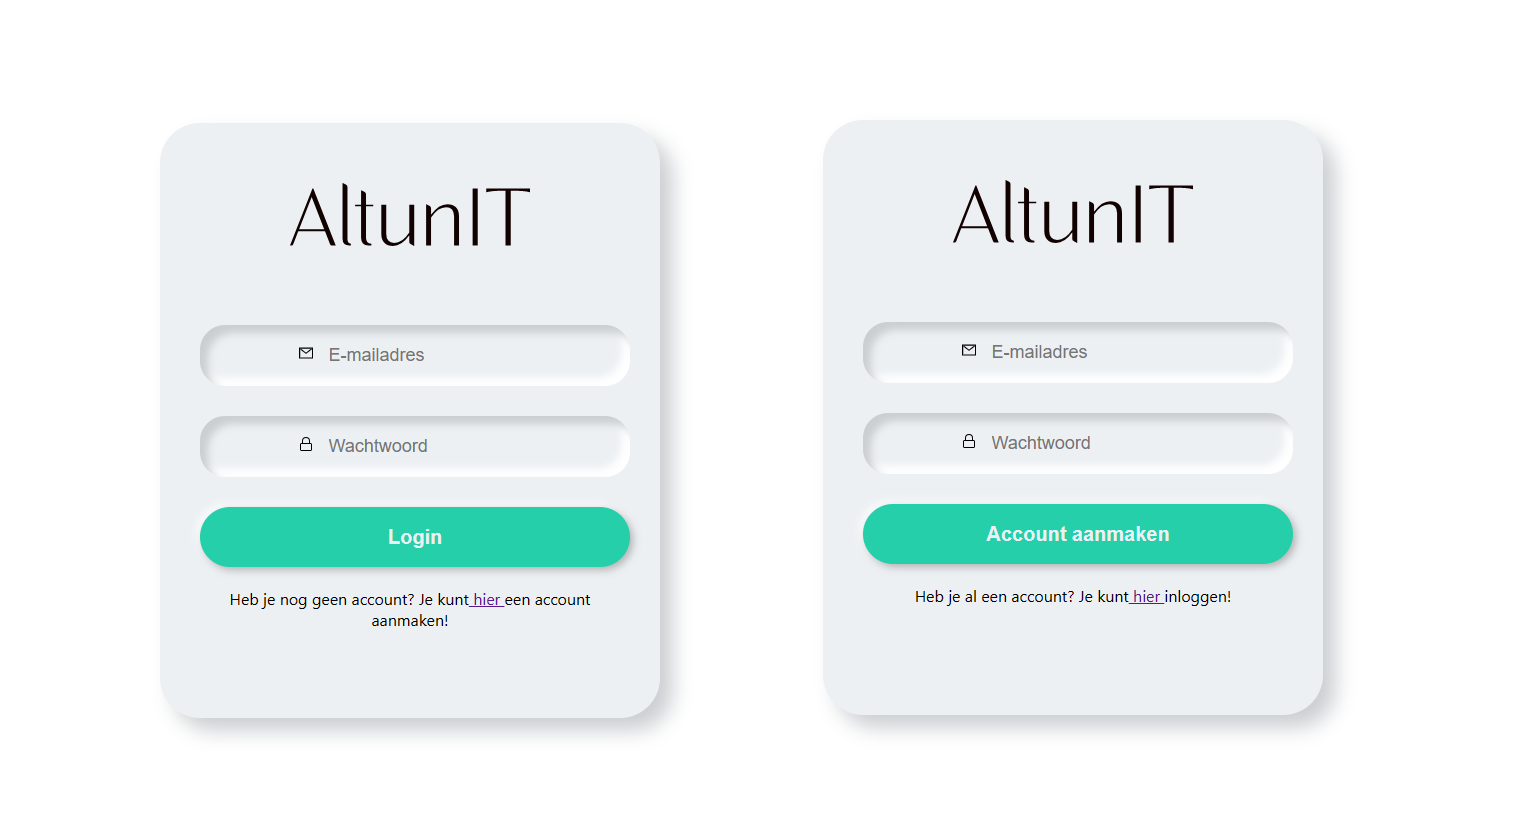 AltunIT
E-mailadres
Wachtwoord
Login
Heb je nog geen account? Je kunt hier een account
aanmaken!
AltunIT
E-mailadres
Wachtwoord
Account aanmaken
Heb je al een account? Je kunt hier inloggen!